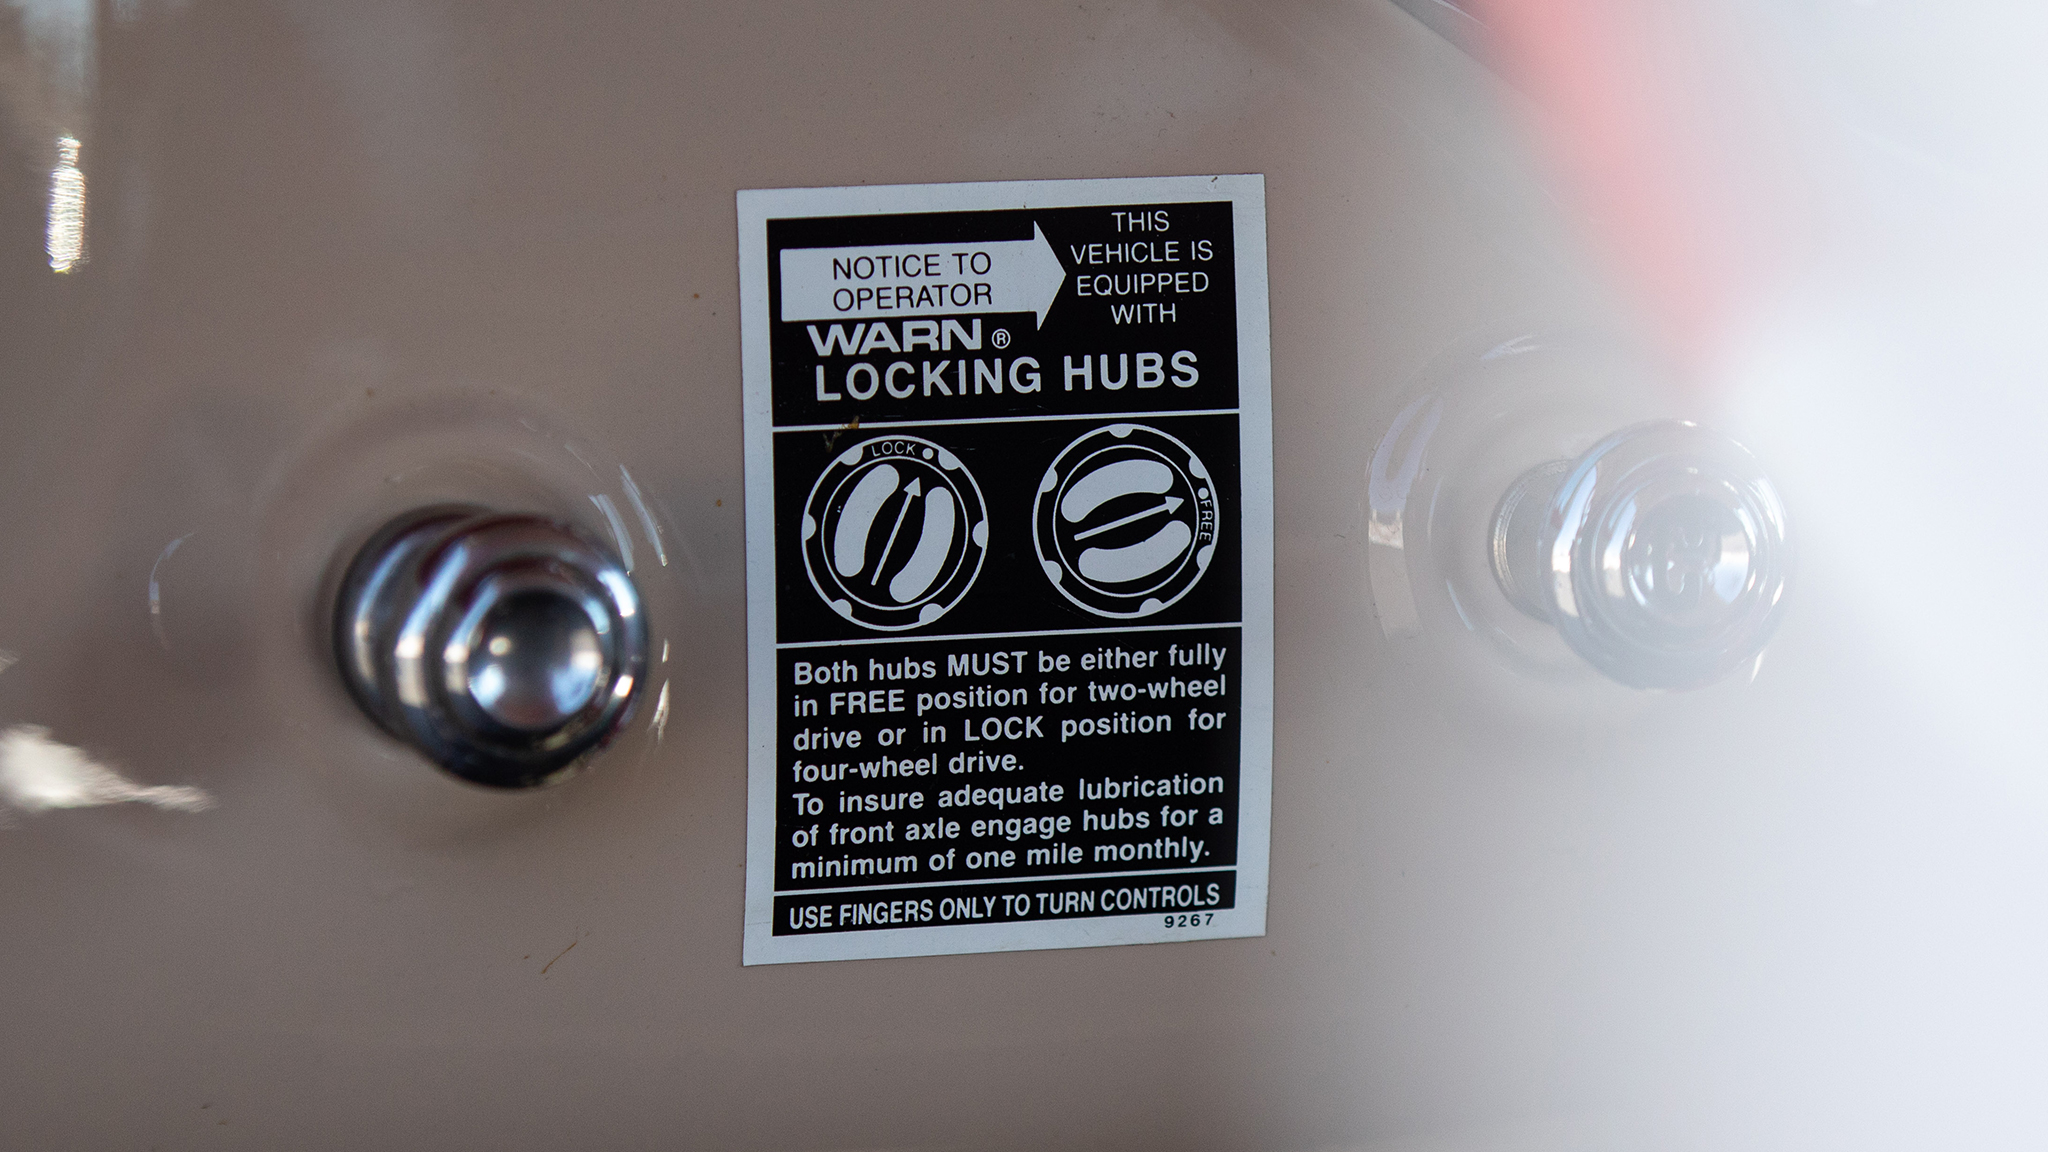 NOTICE TO
OPERATOR
THIS
VEHICLE IS
EQUIPPED
WITH
WARN ®
LOCKING HUBS
LOCK
FREE
Both hubs MUST be either fully
in FREE position for two-wheel
drive or in LOCK position for
four-wheel drive.
To insure adequate lubrication
of front axle engage hubs for a
minimum of one mile monthly.
USE FINGERS ONLY TO TURN CONTROLS
9267